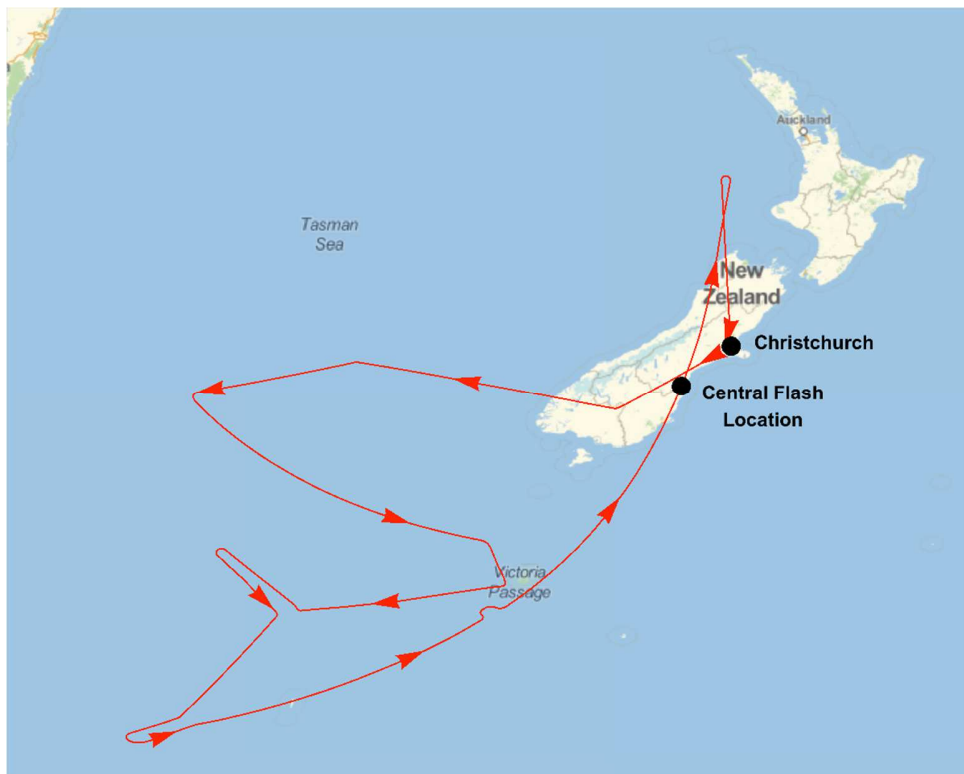 Auckland
Tasman
Sea
New
Zealand
Christchurch
Central Flash
Location
Victoria
Passage